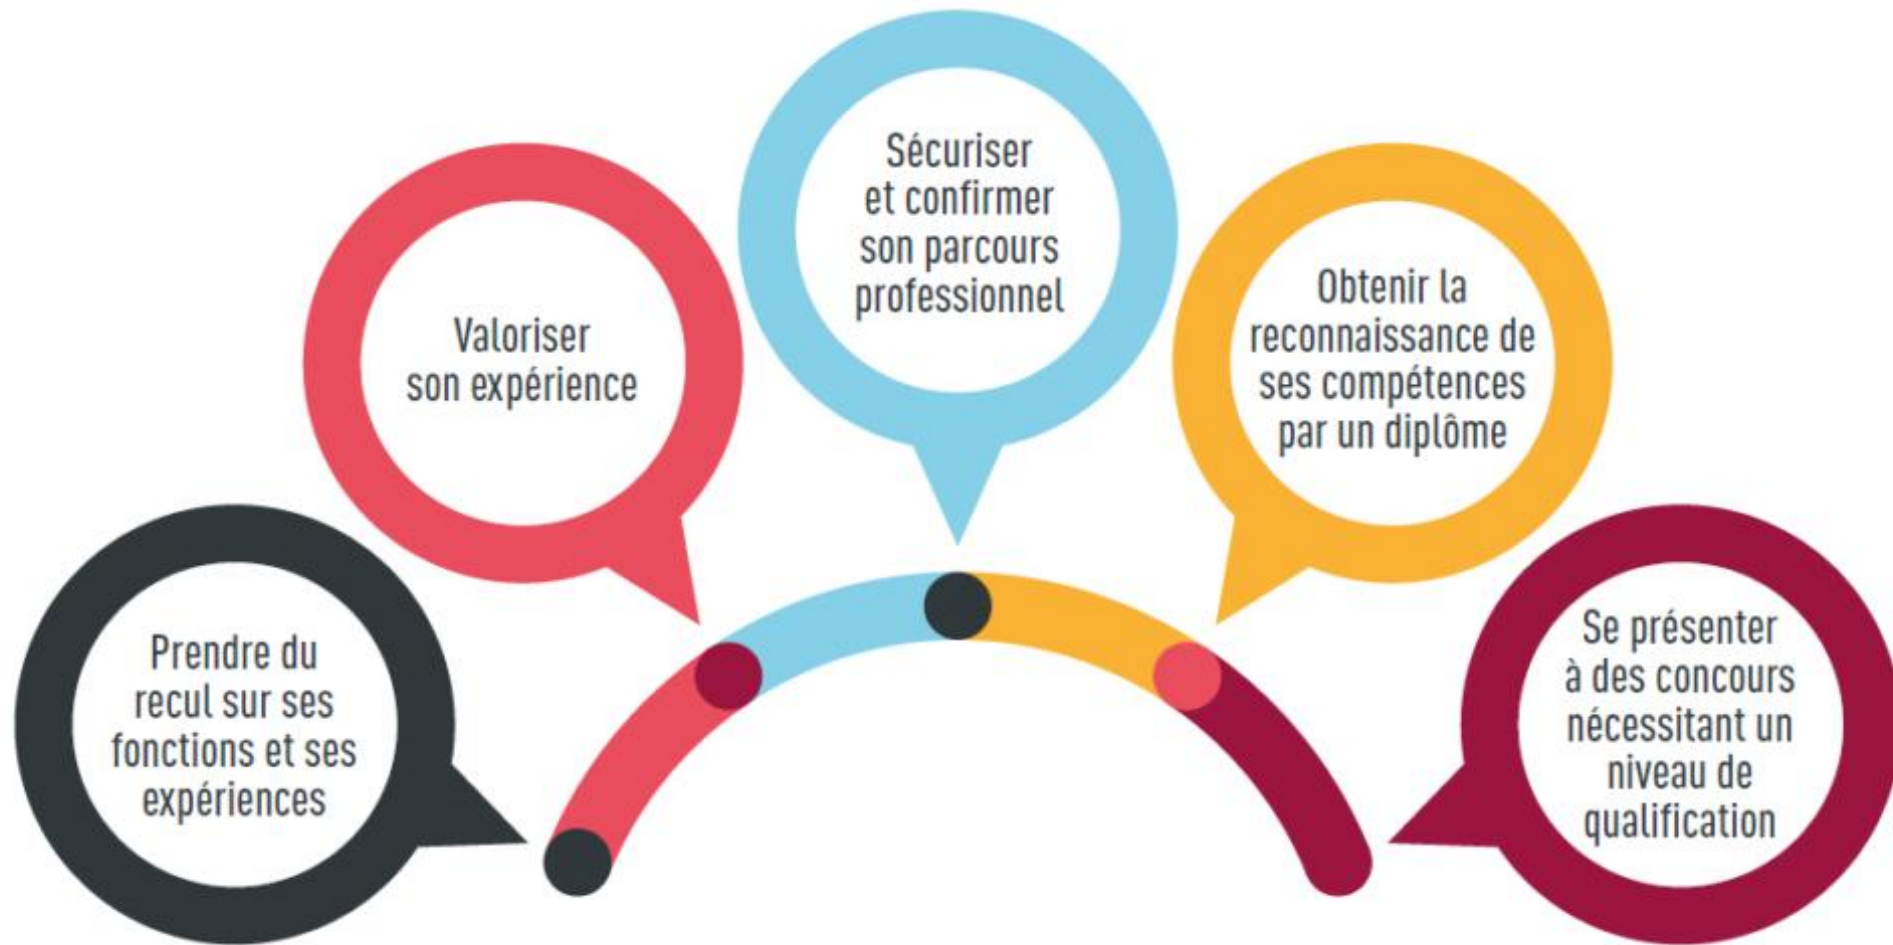 Prendre du
recul sur ses
fonctions et ses
expériences
Valoriser
son expérience
Sécuriser
et confirmer
son parcours
professionnel
Obtenir la
reconnaissance de
ses compétences
par un diplôme
Se présenter
à des concours
nécessitant un
niveau de
qualification